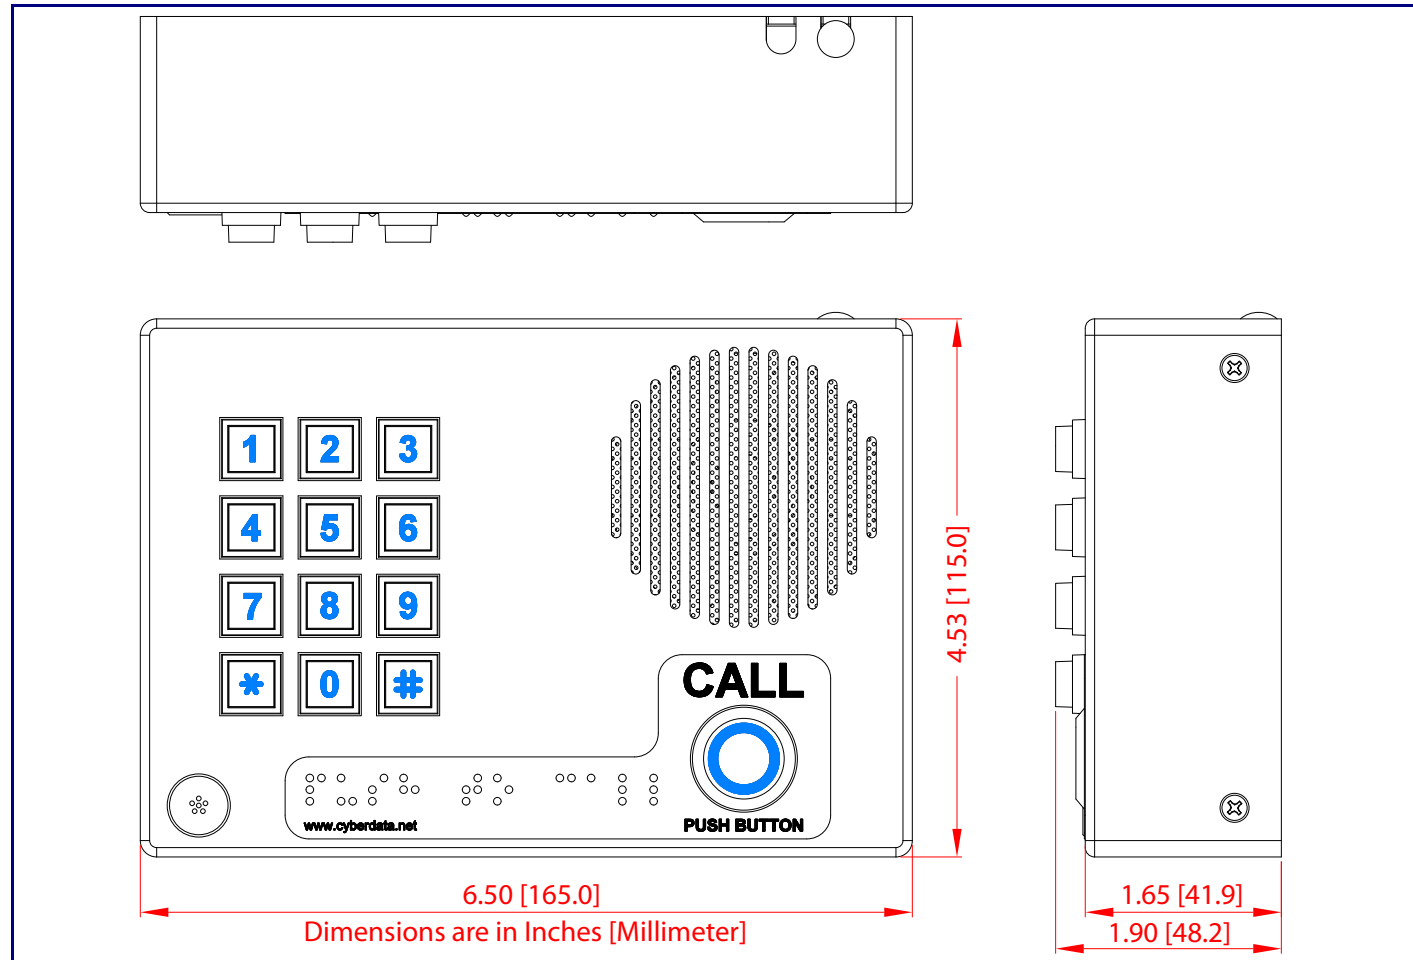 1 2 3
4 5 6
7 8 9
* 0 #
CALL
PUSH BUTTON
www.cyberdata.net
4.53 [115.0]
6.50 [165.0]
Dimensions are in Inches [Millimeter]
1.65 [41.9]
1.90 [48.2]